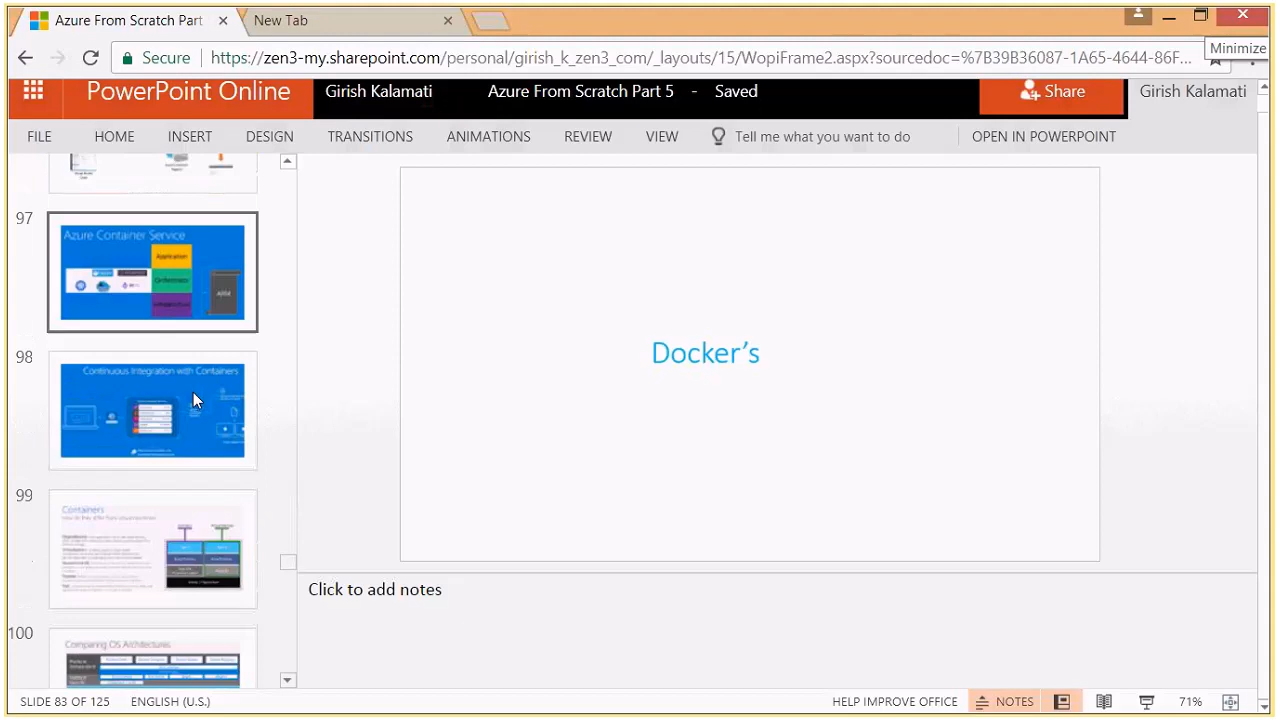 Azure From Scratch Part
New Tab
Minimize
Secure
https://zen3-my.sharepoint.com/personal/girish_k_zen3_com/_layouts/15/WopiFrame2.aspx?sourcedoc=%7B39B36087-1A65-4644-86F...
PowerPoint Online
Girish Kalamati
Azure From Scratch Part 5 - Saved
Share
Girish Kalamati
FILE HOME INSERT DESIGN TRANSITIONS ANIMATIONS REVIEW VIEW Tell me what you want to do OPEN IN POWERPOINT
97
Azure Container Service
Application
Orchestrator
98
Continuous Integration with Containers
99
Containers
100
Comparing OS Architectures
Docker's
Click to add notes
SLIDE 83 OF 125 ENGLISH (U.S.) HELP IMPROVE OFFICE NOTES 71%